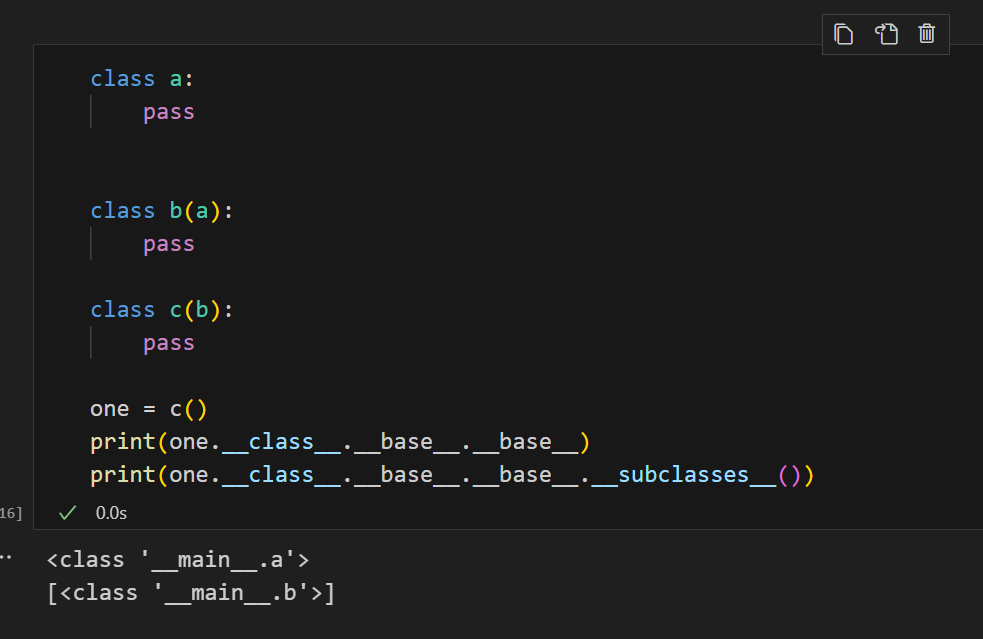 class a:
    pass
class b(a):
    pass
class c(b):
    pass
one = c()
print(one.__class__.__base__.__base__)
print(one.__class__.__base__.__base__.__subclasses__())
16]
0.0s
<class '__main__.a'>
[<class '__main__.b'>]